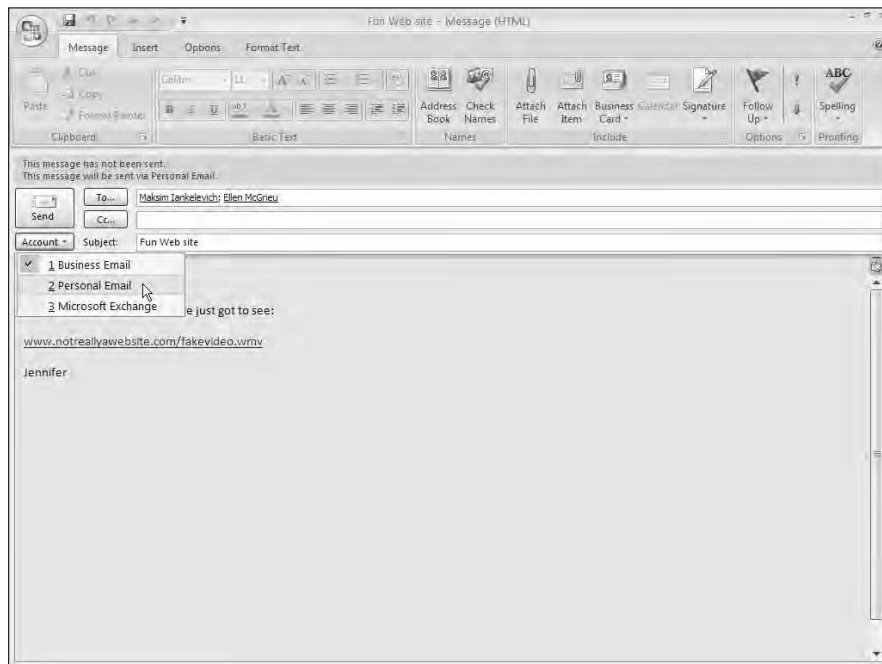 Fun Web site - Message (HTML)
Message Insert Options Format Text
Paste
Cut
Copy
Format Painter
Clipboard
Calibri 11
B I U
Basic Text
Address Book
Check Names
Names
Attach File
Attach Item
Business Card
Calendar
Signature
Include
Follow Up
Options
ABC
Spelling
Proofing
This message has not been sent.
This message will be sent via Personal Email.
Send
To... Maksim Iankelevich; Ellen McGrieu
Cc...
Account Subject: Fun Web site
1 Business Email
2 Personal Email
3 Microsoft Exchange
e just got to see:
www.notreallyawebsite.com/fakevideo.wmv
Jennifer